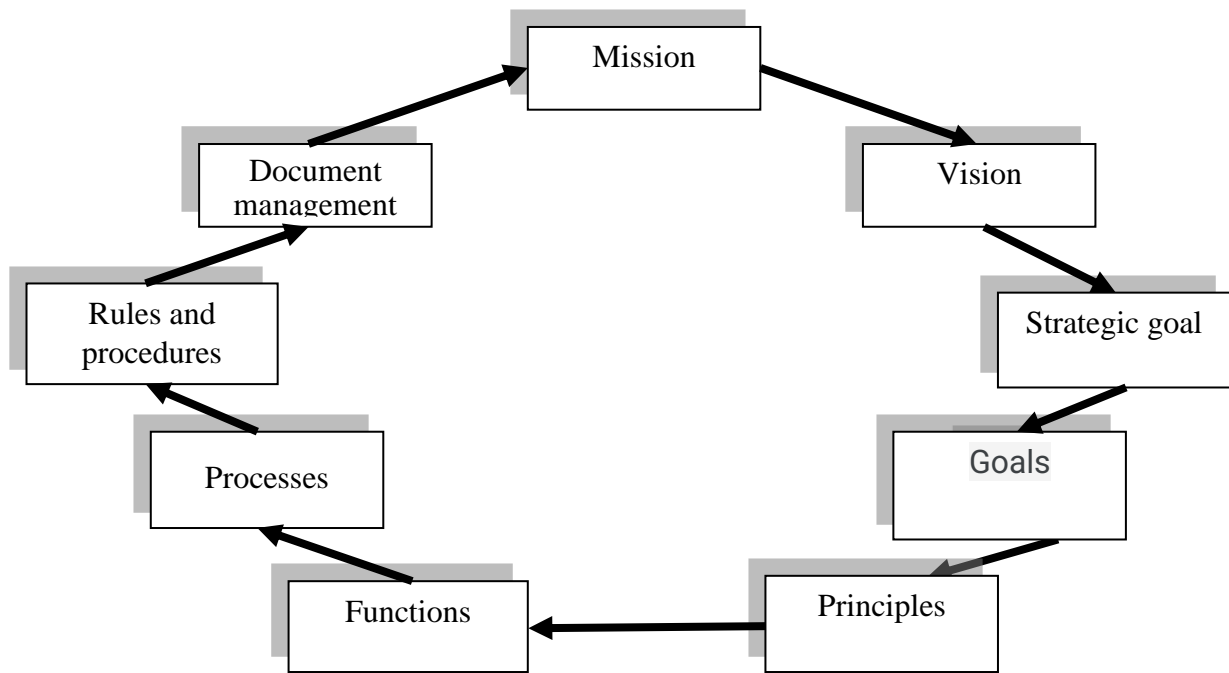 Mission
Vision
Strategic goal
Goals
Principles
Functions
Processes
Rules and
procedures
Document
management